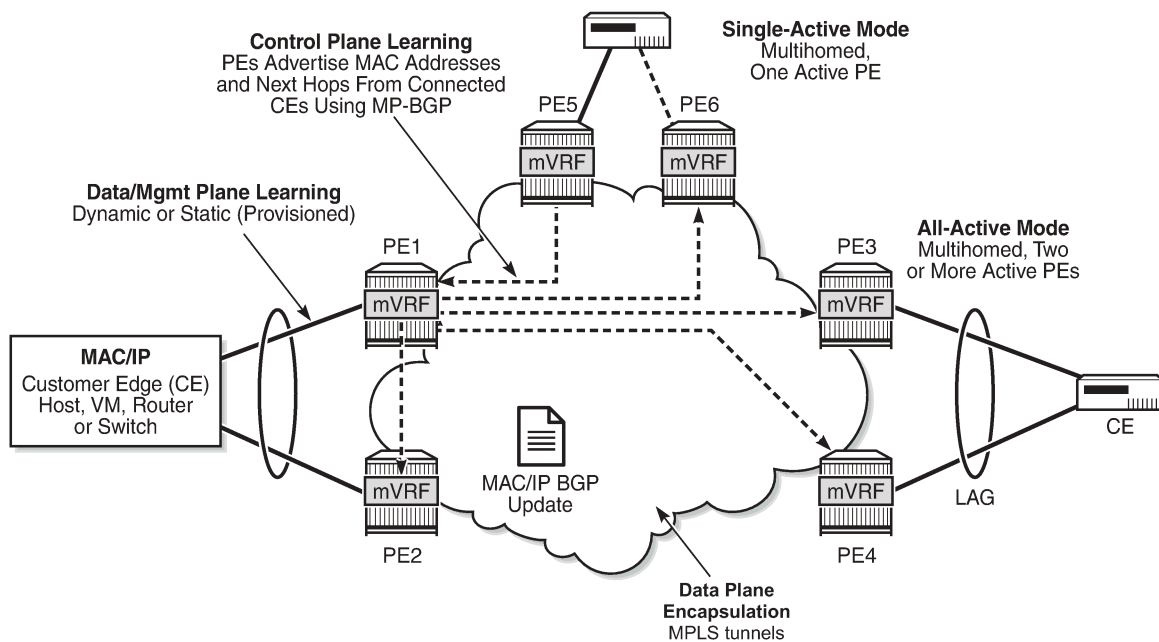 Control Plane Learning
PEs Advertise MAC Addresses
and Next Hops From Connected
CEs Using MP-BGP
Single-Active Mode
Multihomed,
One Active PE
PE5
PE6
mVRF
mVRF
Data/Mgmt Plane Learning
Dynamic or Static (Provisioned)
All-Active Mode
Multihomed, Two
or More Active PEs
PE1
PE3
mVRF
mVRF
MAC/IP
Customer Edge (CE)
Host, VM, Router
or Switch
CE
MAC/IP BGP
Update
mVRF
mVRF
LAG
PE2
PE4
Data Plane
Encapsulation
MPLS tunnels